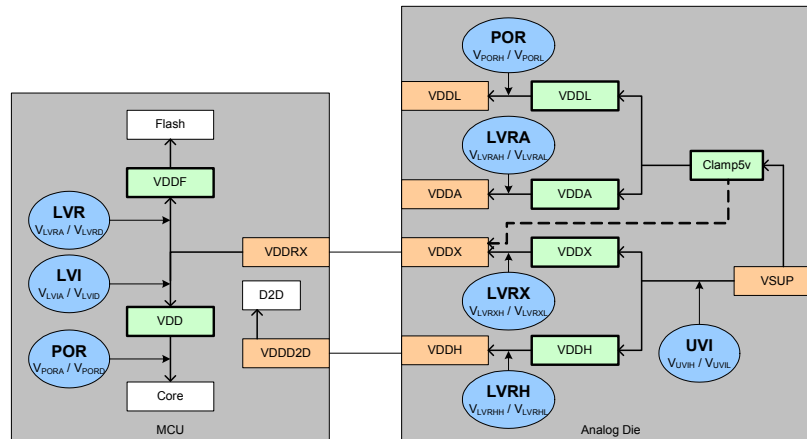 POR
VPORH / VPORL
VDDL
VDDL
Flash
LVRA
VLVRAH / VLVRAL
Clamp5v
VDDF
VDDA
VDDA
LVR
VLVRA / VLVRD
VDDRX
VDDX
VDDX
LVI
VLVIA / VLVID
D2D
LVRX
VLVRXH / VLVRXL
VSUP
VDD
POR
VPORA / VPORD
VDDD2D
VDDH
VDDH
UVI
VUVIH / VUVIL
Core
LVRH
VLVRHH / VLVRHL
MCU
Analog Die